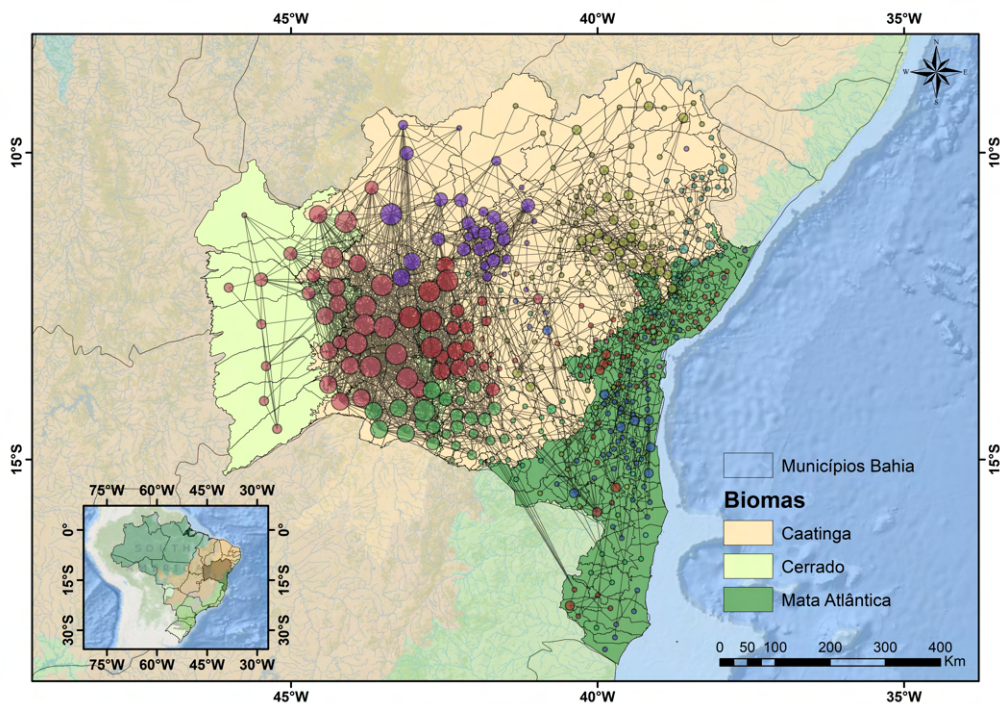 45°W 40°W 35°W
N
W E
S
10°S 10°S
15°S 15°S
Municípios Bahia
Biomas
Caatinga
Cerrado
Mata Atlântica
0 50 100 200 300 400
Km
75°W 60°W 45°W 30°W
0° 0°
SOUTH
15°S 15°S
30°S 30°S
75°W 60°W 45°W 30°W
45°W 40°W 35°W